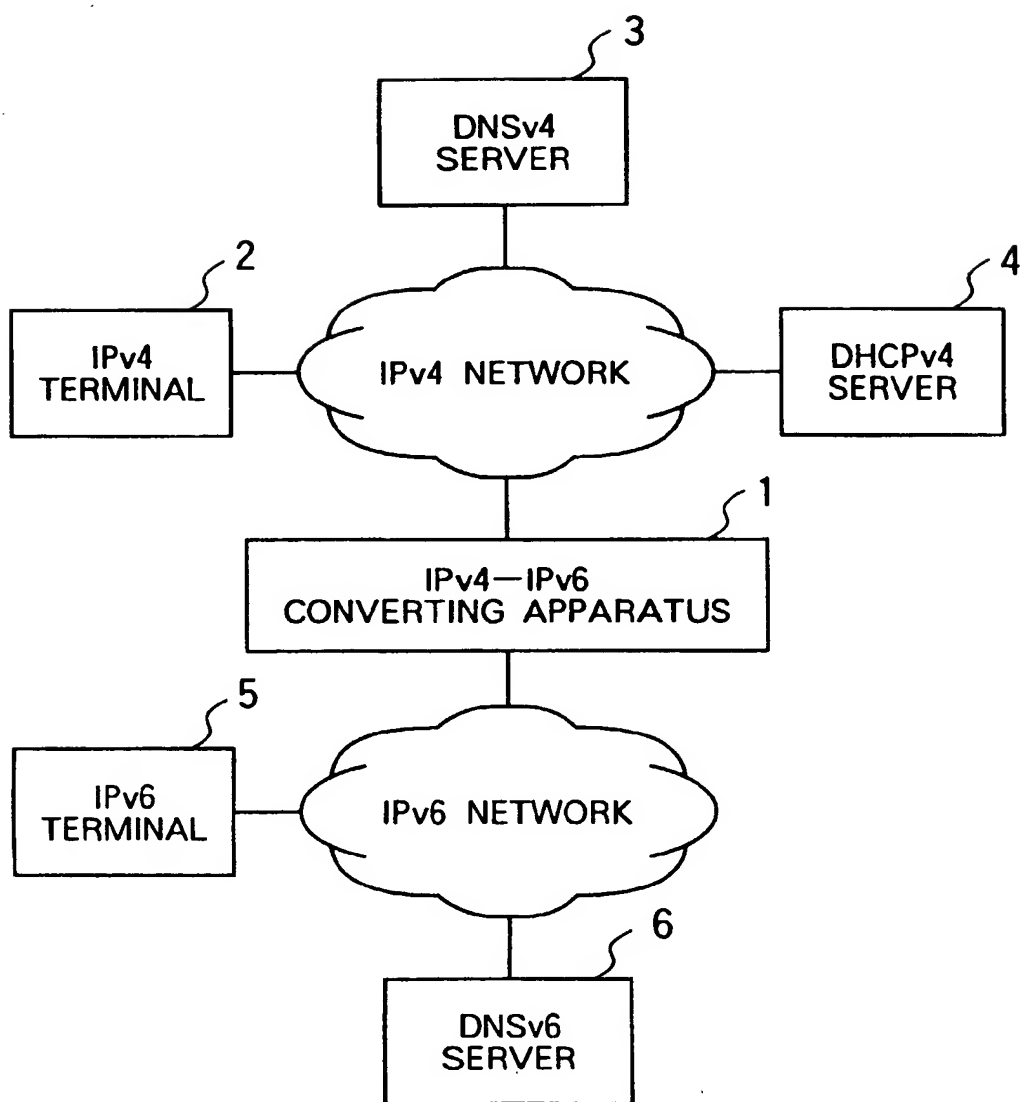 3
DNSv4
SERVER
2
4
IPv4
TERMINAL
IPv4 NETWORK
DHCPv4
SERVER
1
IPv4—IPv6
CONVERTING APPARATUS
5
IPv6
TERMINAL
IPv6 NETWORK
6
DNSv6
SERVER